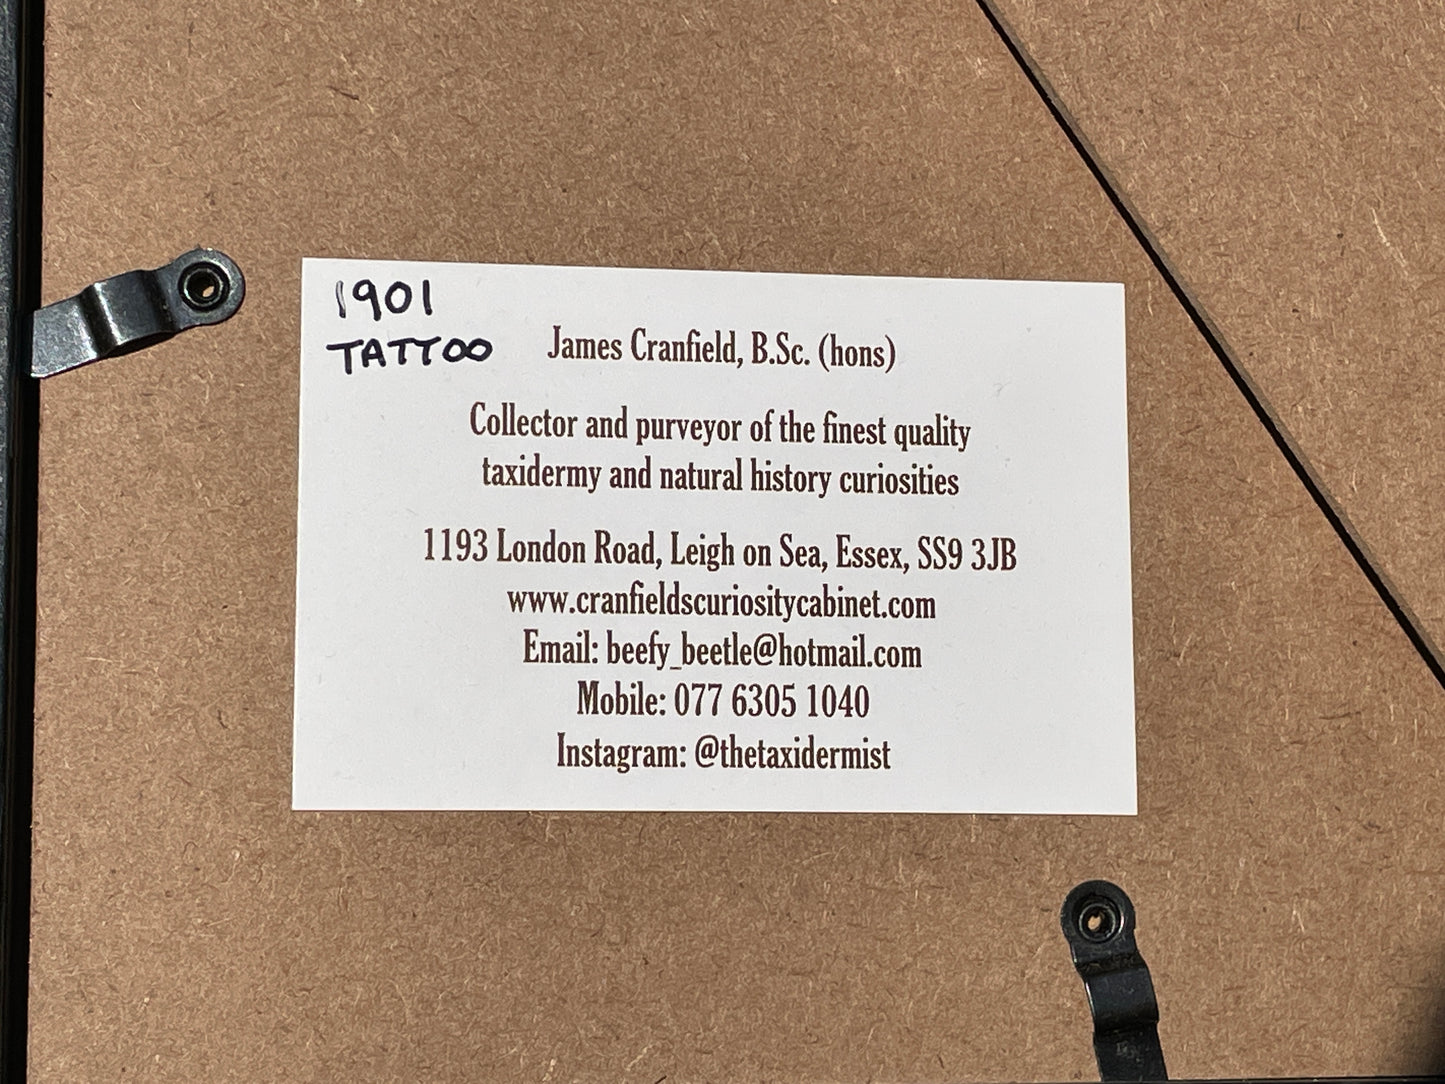 1901
TATTOO
James Cranfield, B.Sc. (hons)
Collector and purveyor of the finest quality
taxidermy and natural history curiosities
1193 London Road, Leigh on Sea, Essex, SS9 3JB
www.cranfieldscuriositycabinet.com
Email: beefy_beetle@hotmail.com
Mobile: 077 6305 1040
Instagram: @thetaxidermist